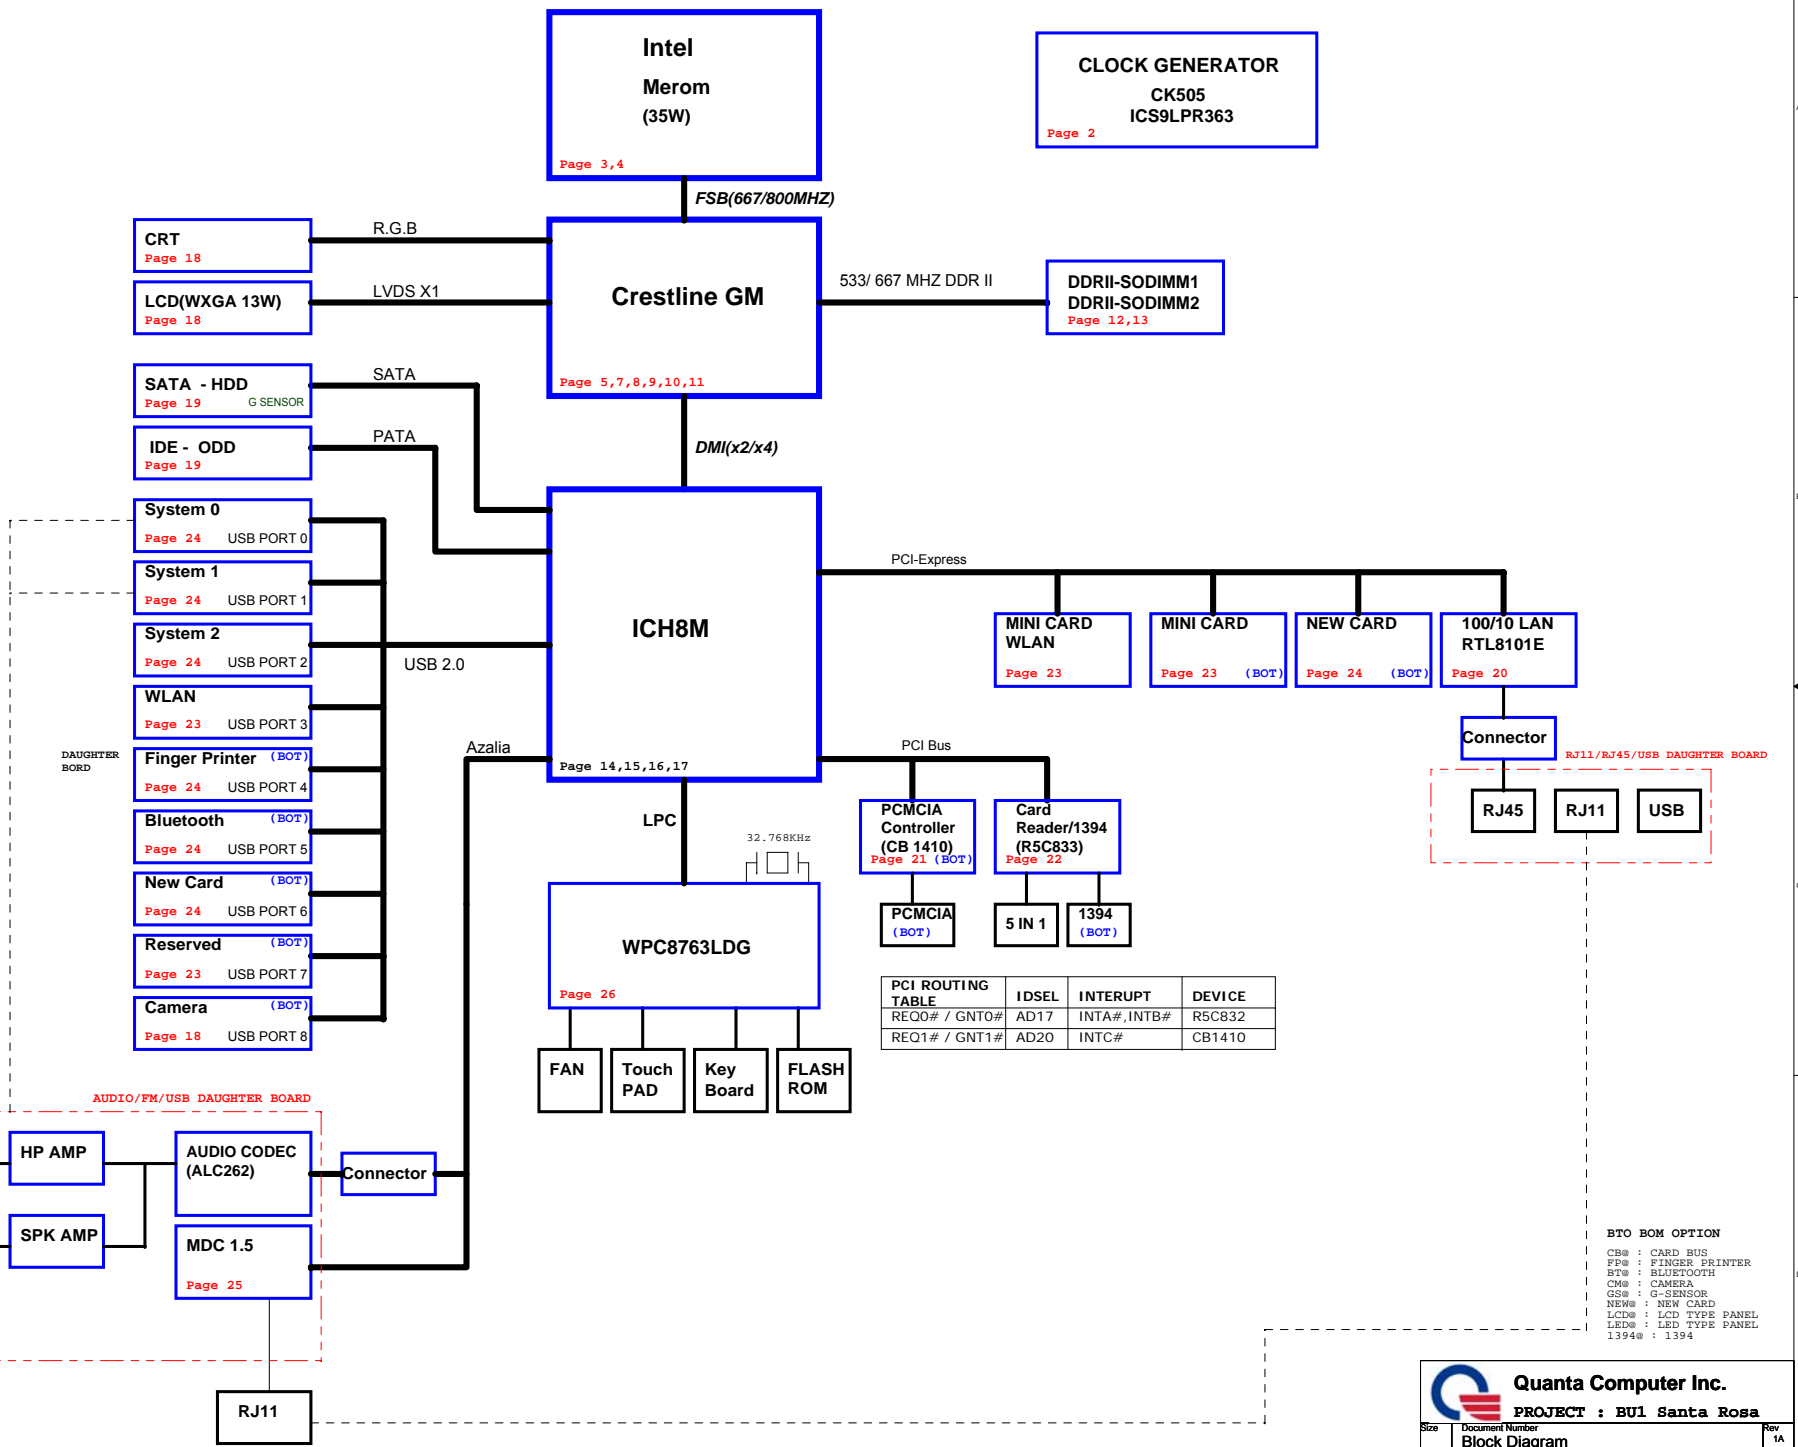 Intel
Merom
(35W)
Page 3,4
CLOCK GENERATOR
CK505
ICS9LPR363
Page 2
FSB(667/800MHZ)
CRT
Page 18
R.G.B
LCD(WXGA 13W)
Page 18
LVDS X1
Crestline GM
Page 5,7,8,9,10,11
533/ 667 MHZ DDR II
DDRII-SODIMM1
DDRII-SODIMM2
Page 12,13
SATA - HDD
Page 19 G SENSOR
SATA
IDE - ODD
Page 19
PATA
DMI(x2/x4)
System 0
Page 24 USB PORT 0
System 1
Page 24 USB PORT 1
System 2
Page 24 USB PORT 2
USB 2.0
WLAN
Page 23 USB PORT 3
DAUGHTER
BORD
Finger Printer (BOT)
Page 24 USB PORT 4
Bluetooth (BOT)
Page 24 USB PORT 5
New Card (BOT)
Page 24 USB PORT 6
Reserved (BOT)
Page 23 USB PORT 7
Camera (BOT)
Page 18 USB PORT 8
ICH8M
Page 14,15,16,17
Azalia
PCI-Express
MINI CARD
WLAN
Page 23
MINI CARD
Page 23 (BOT)
NEW CARD
Page 24 (BOT)
100/10 LAN
RTL8101E
Page 20
Connector
RJ11/RJ45/USB DAUGHTER BOARD
RJ45
RJ11
USB
PCI Bus
PCMCIA
Controller
(CB 1410)
Page 21 (BOT)
Card
Reader/1394
(R5C833)
Page 22
PCMCIA
(BOT)
5 IN 1
1394
(BOT)
LPC
32.768KHz
WPC8763LDG
Page 26
FAN
Touch
PAD
Key
Board
FLASH
ROM
PCI ROUTING
TABLE IDSEL INTERUPT DEVICE
REQ0# / GNT0# AD17 INTA#,INTB# R5C832
REQ1# / GNT1# AD20 INTC# CB1410
AUDIO/FM/USB DAUGHTER BOARD
HP AMP
SPK AMP
AUDIO CODEC
(ALC262)
Connector
MDC 1.5
Page 25
RJ11
BTO BOM OPTION
CB@ : CARD BUS
FP@ : FINGER PRINTER
BT@ : BLUETOOTH
CM@ : CAMERA
GS@ : G-SENSOR
NEW@ : NEW CARD
LCD@ : LCD TYPE PANEL
LED@ : LED TYPE PANEL
1394@ : 1394
Quanta Computer Inc.
PROJECT : BU1 Santa Rosa
Size Document Number Rev
Block Diagram 1A